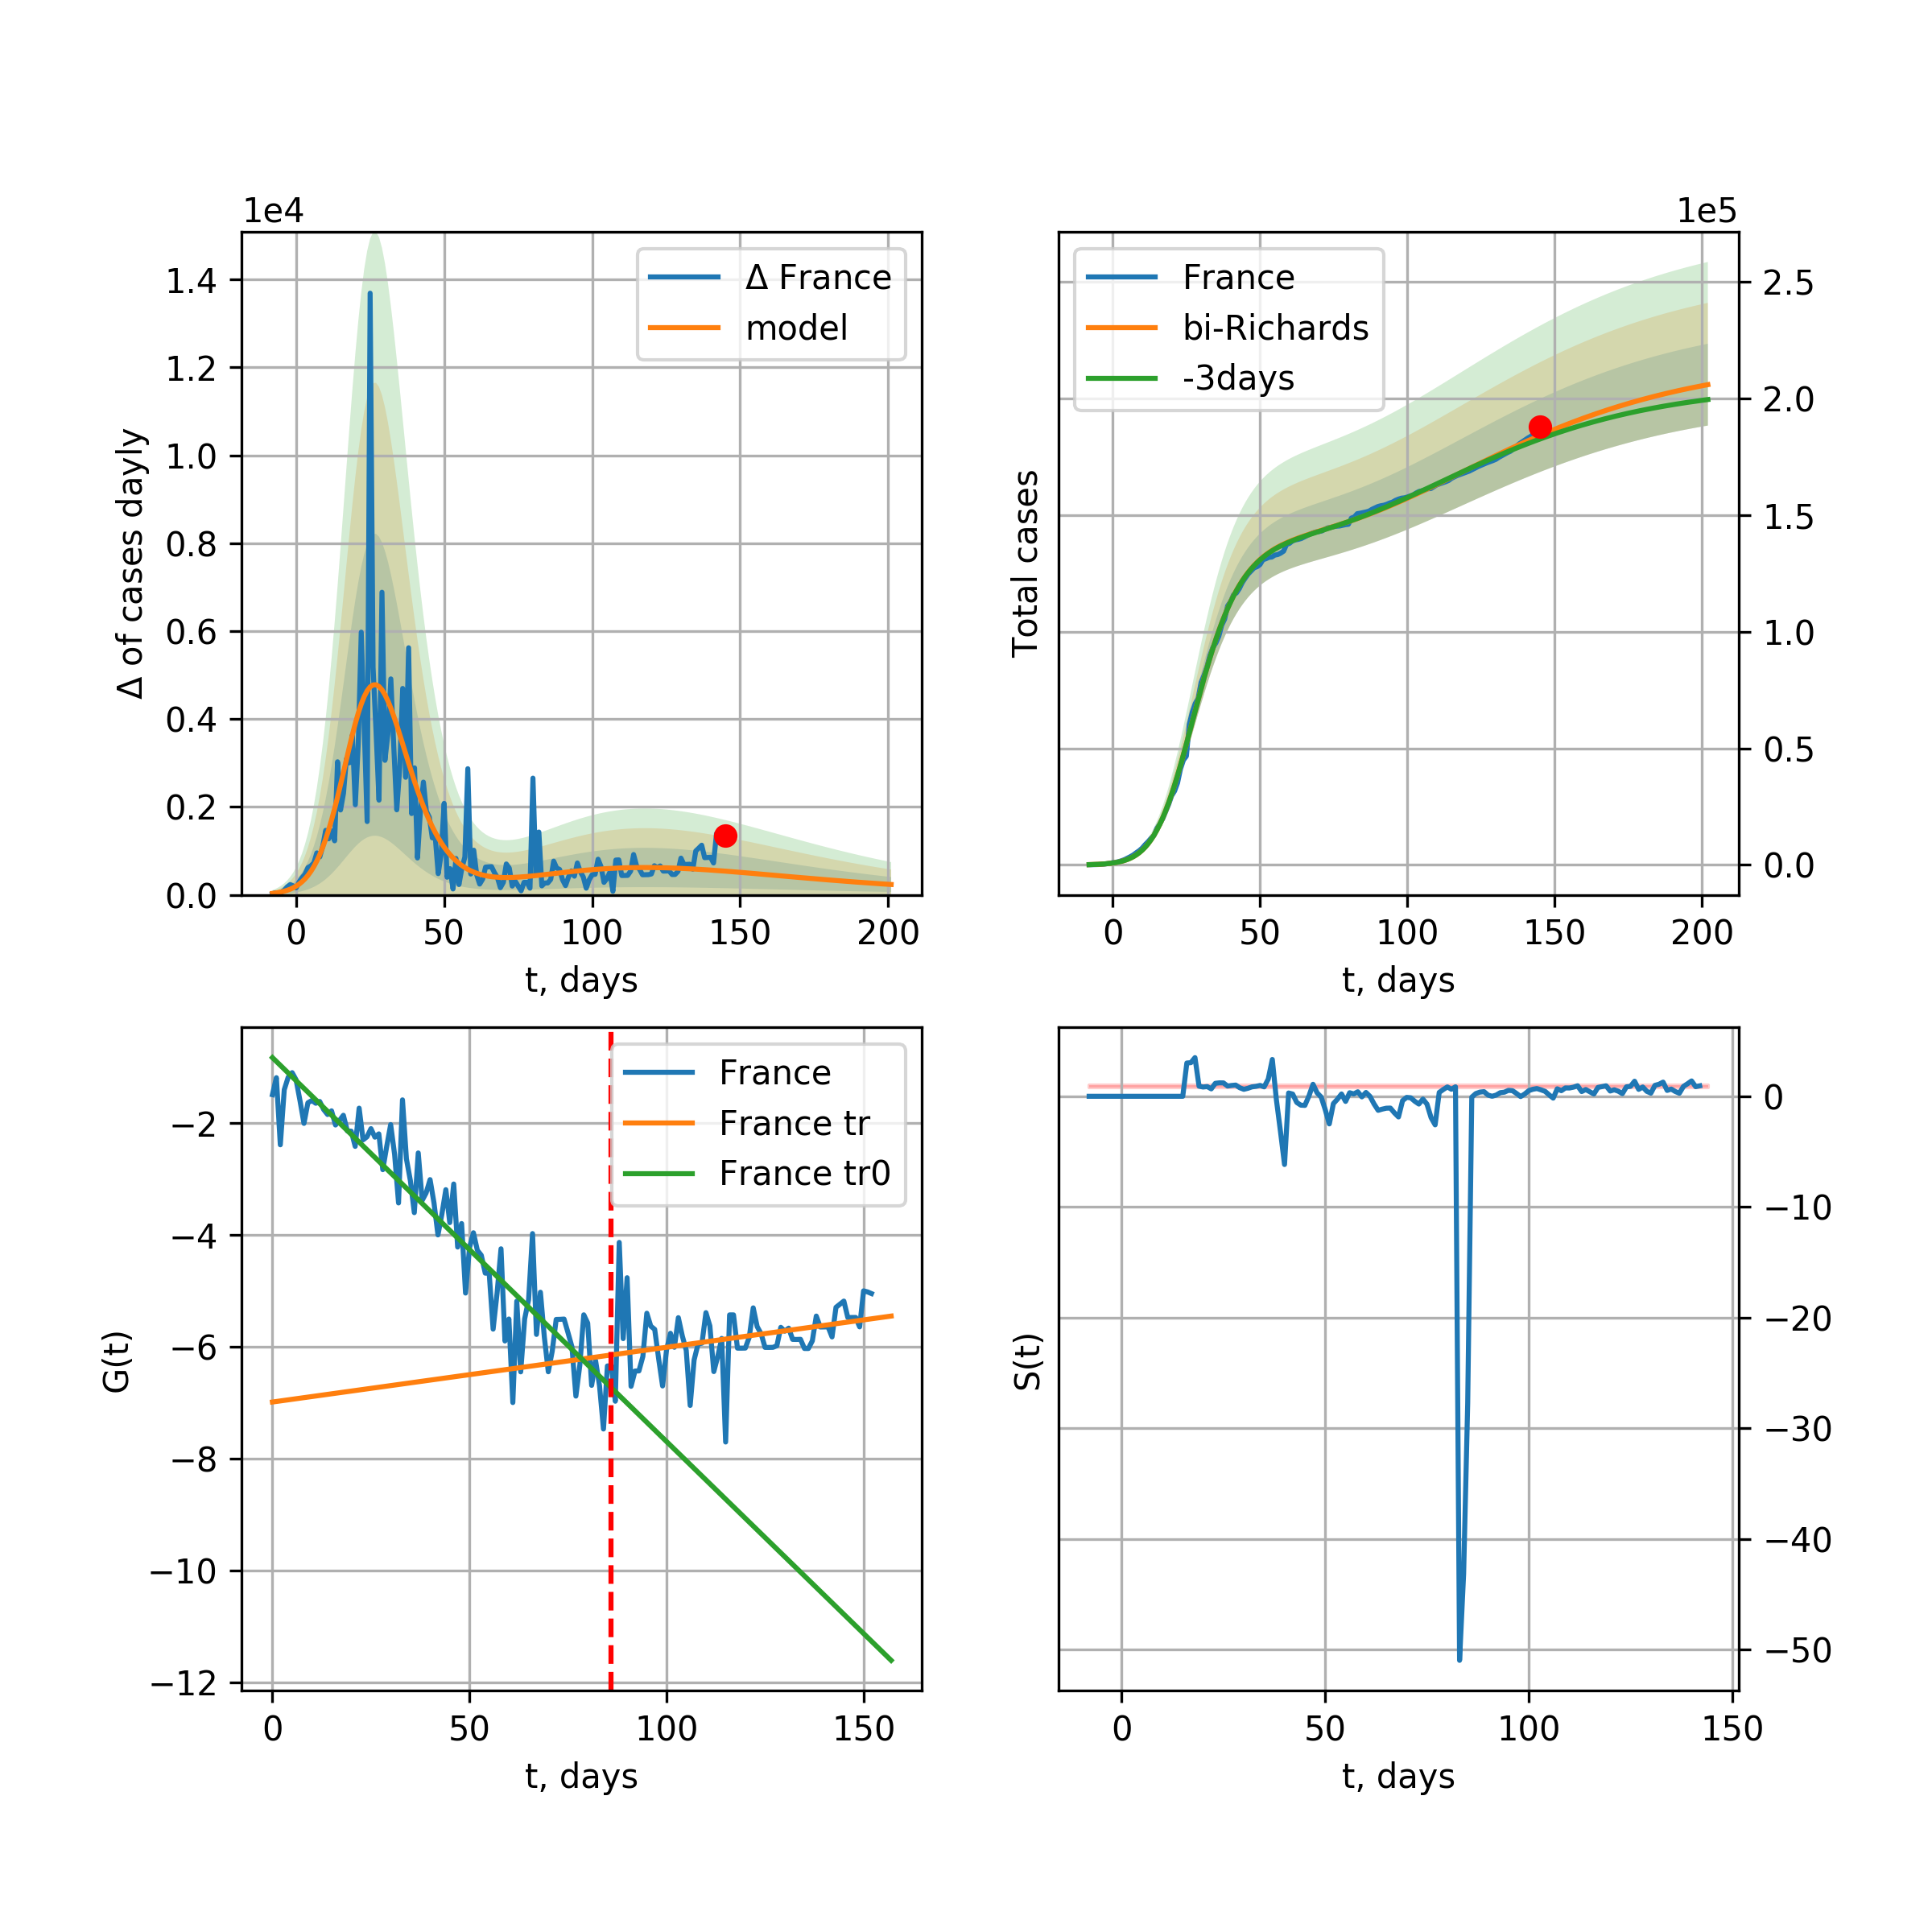 1e4
Δ of cases dayly
1.4
1.2
1.0
0.8
0.6
0.4
0.2
0.0
Δ France
model
0 50 100 150 200
t, days
1e5
Total cases
France
bi-Richards
-3days
2.5
2.0
1.5
1.0
0.5
0.0
0 50 100 150 200
t, days
G(t)
−2
−4
−6
−8
−10
−12
France
France tr
France tr0
0 50 100 150
t, days
S(t)
0
−10
−20
−30
−40
−50
0 50 100 150
t, days